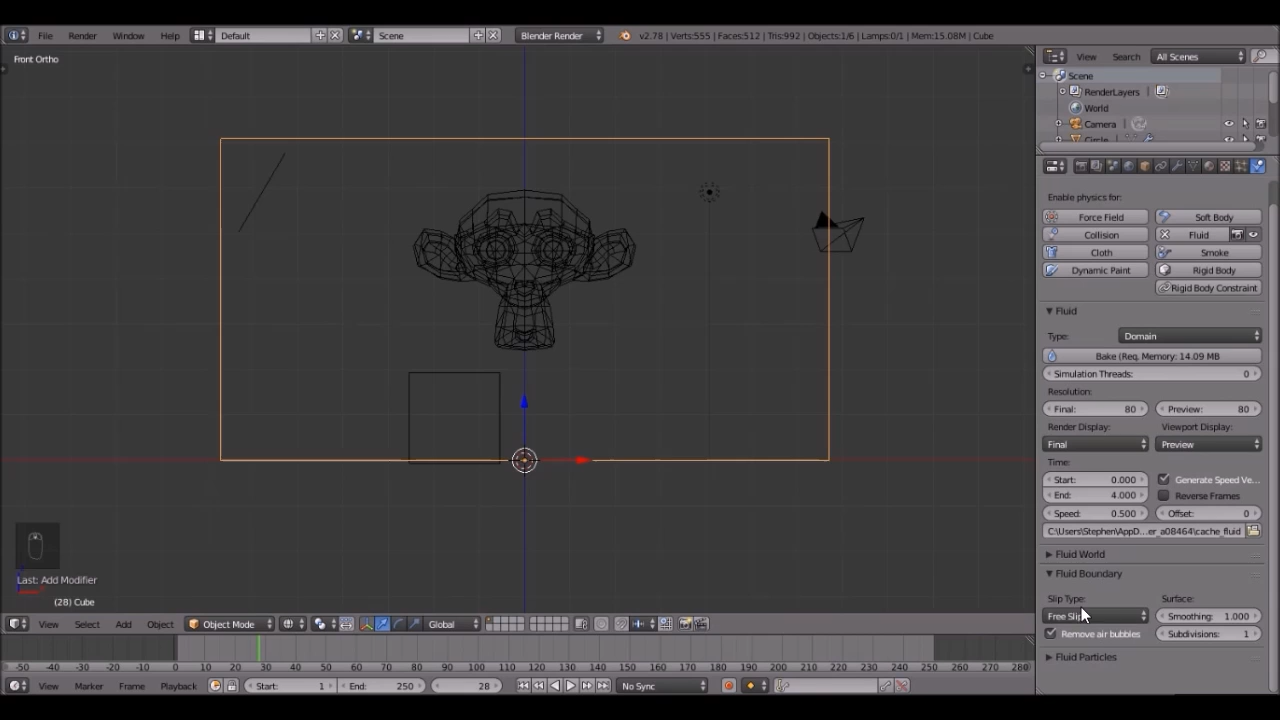 File Render Window Help Default Scene Blender Render v2.78 | Verts:555 | Faces:512 | Tris:992 | Objects:1/6 | Lamps:0/1 | Mem:15.08M | Cube
Front Ortho
View Search All Scenes
Scene
RenderLayers
World
Camera
Circle
Enable physics for:
Force Field Soft Body
Collision Fluid
Cloth Smoke
Dynamic Paint Rigid Body
Rigid Body Constraint
Fluid
Type: Domain
Bake (Req. Memory: 14.09 MB
Simulation Threads: 0
Resolution:
Final: 80 Preview: 80
Render Display: Viewport Display:
Final Preview
Time:
Start: 0.000 Generate Speed Ve...
End: 4.000 Reverse Frames
Speed: 0.500 Offset: 0
C:\Users\Stephen\AppD...er_a08464\cache_fluid
Fluid World
Fluid Boundary
Slip Type: Surface:
Free Slip Smoothing: 1.000
Remove air bubbles Subdivisions: 1
Fluid Particles
Last: Add Modifier
(28) Cube
View Select Add Object Object Mode Global
-50 -40 -30 -20 -10 0 10 20 30 40 50 60 70 80 90 100 110 120 130 140 150 160 170 180 190 200 210 220 230 240 250 260 270 280
View Marker Frame Playback Start: 1 End: 250 28 No Sync